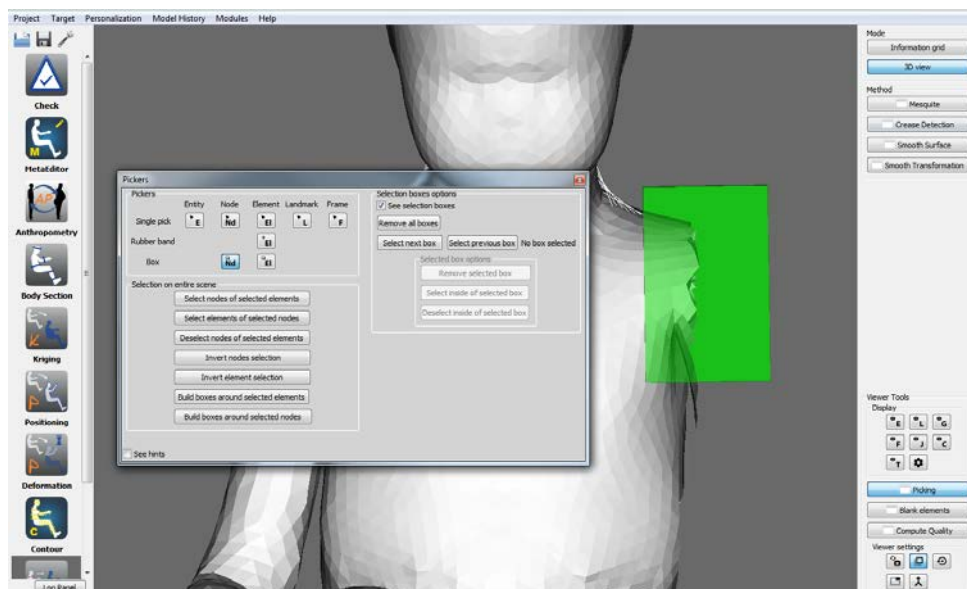 Project Target Personalization Model History Modules Help
Check
M
MetaEditor
AP
Anthropometry
Body Section
Kriging
P
Positioning
P
Deformation
C
Contour
Log Panel
Pickers
Pickers
Entity Node Element Landmark Frame
Single pick E Nd El L F
Rubber band El
Box Nd El
Selection on entire scene
Select nodes of selected elements
Select elements of selected nodes
Deselect nodes of selected elements
Invert nodes selection
Invert element selection
Build boxes around selected elements
Build boxes around selected nodes
See hints
Selection boxes options
See selection boxes
Remove all boxes
Select next box Select previous box No box selected
Selected box options
Remove selected box
Select inside of selected box
Deselect inside of selected box
Mode
Information grid
3D view
Method
Mesquite
Crease Detection
Smooth Surface
Smooth Transformation
Viewer Tools
Display
E L G
F J C
T
Picking
Blank elements
Compute Quality
Viewer settings